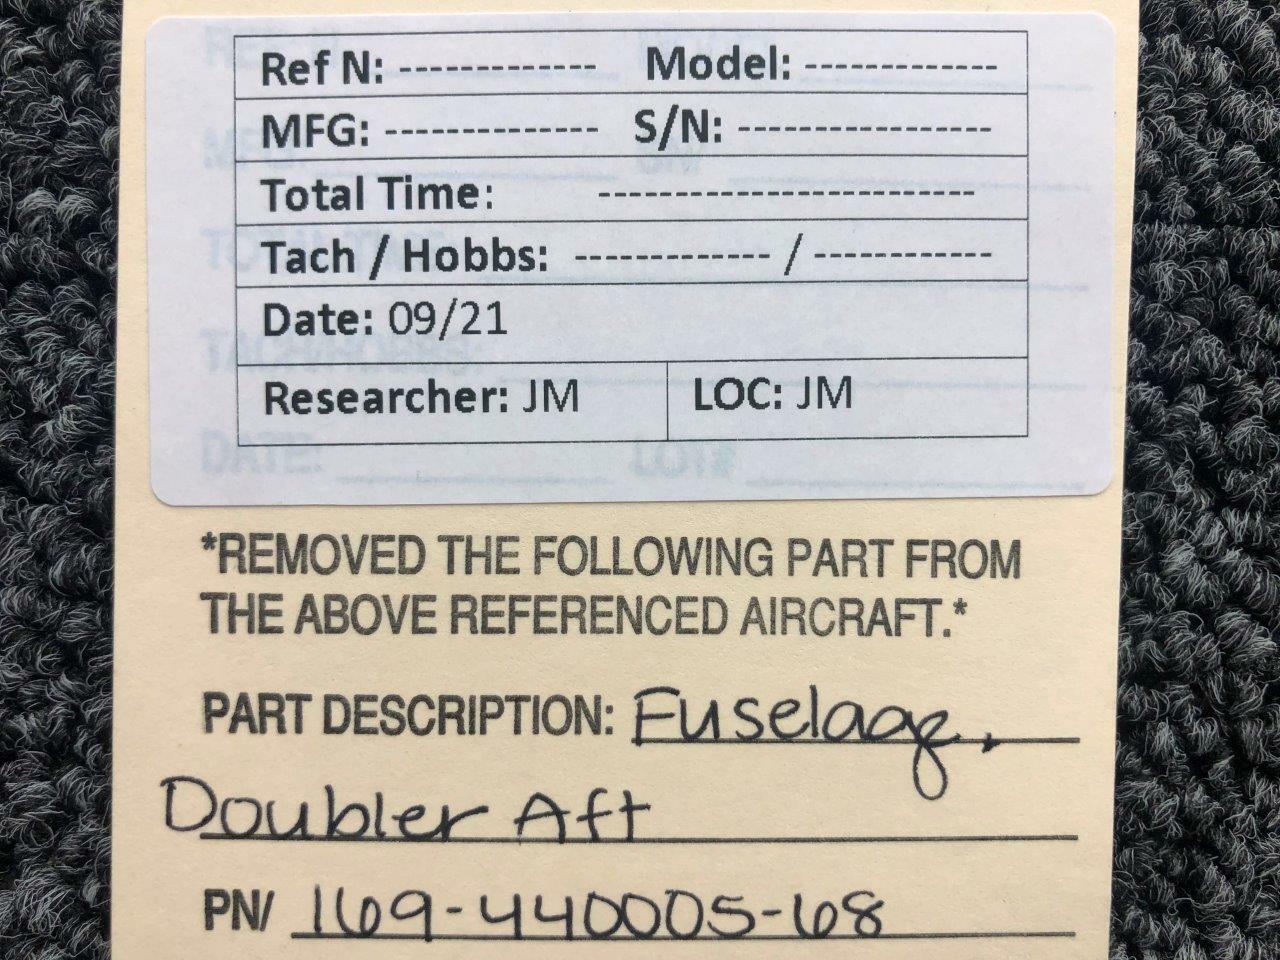 Ref N: ------------- Model: -------------
MFG: -------------- S/N: -----------------
Total Time: -------------------------
Tach / Hobbs: ------------- / ------------
Date: 09/21
Researcher: JM LOC: JM
*REMOVED THE FOLLOWING PART FROM
THE ABOVE REFERENCED AIRCRAFT.*
PART DESCRIPTION: Fuselage,
Doubler Aft
PN/ 169-440005-68